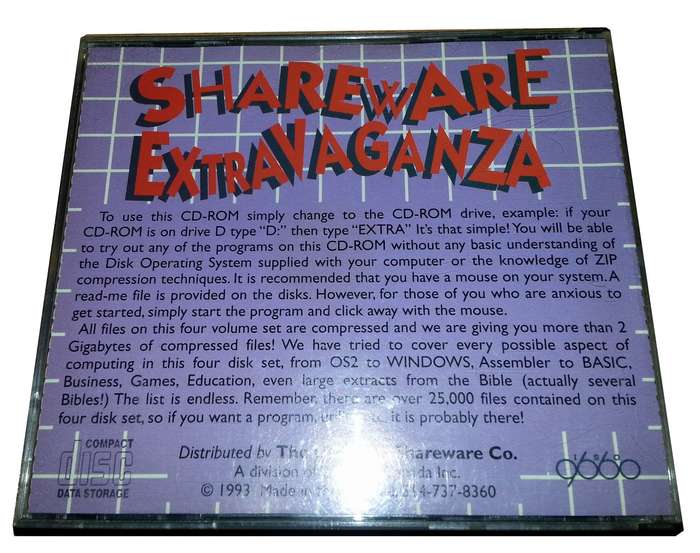 SHAREWARE
EXTRAVAGANZA
To use this CD-ROM simply change to the CD-ROM drive, example: if your
CD-ROM is on drive D type "D:" then type "EXTRA" It's that simple! You will be able
to try out any of the programs on this CD-ROM without any basic understanding of
the Disk Operating System supplied with your computer or the knowledge of ZIP
compression techniques. It is recommended that you have a mouse on your system. A
read-me file is provided on the disks. However, for those of you who are anxious to
get started, simply start the program and click away with the mouse.
All files on this four volume set are compressed and we are giving you more than 2
Gigabytes of compressed files! We have tried to cover every possible aspect of
computing in this four disk set, from OS2 to WINDOWS, Assembler to BASIC,
Business, Games, Education, even large extracts from the Bible (actually several
Bibles!) The list is endless. Remember, there are over 25,000 files contained on this
four disk set, so if you want a program, it is probably there!
COMPACT
disc
DATA STORAGE
Distributed by The Shareware Co.
A division of Inc.
© 1993 Made in 614-737-8360